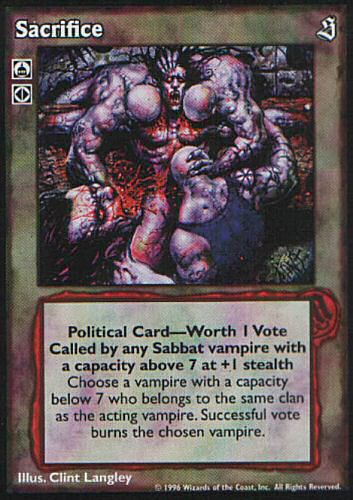 Sacrifice
Political Card—Worth 1 Vote
Called by any Sabbat vampire with
a capacity above 7 at +1 stealth
Choose a vampire with a capacity
below 7 who belongs to the same clan
as the acting vampire. Successful vote
burns the chosen vampire.
Illus. Clint Langley
© 1996 Wizards of the Coast, Inc. All Rights Reserved.